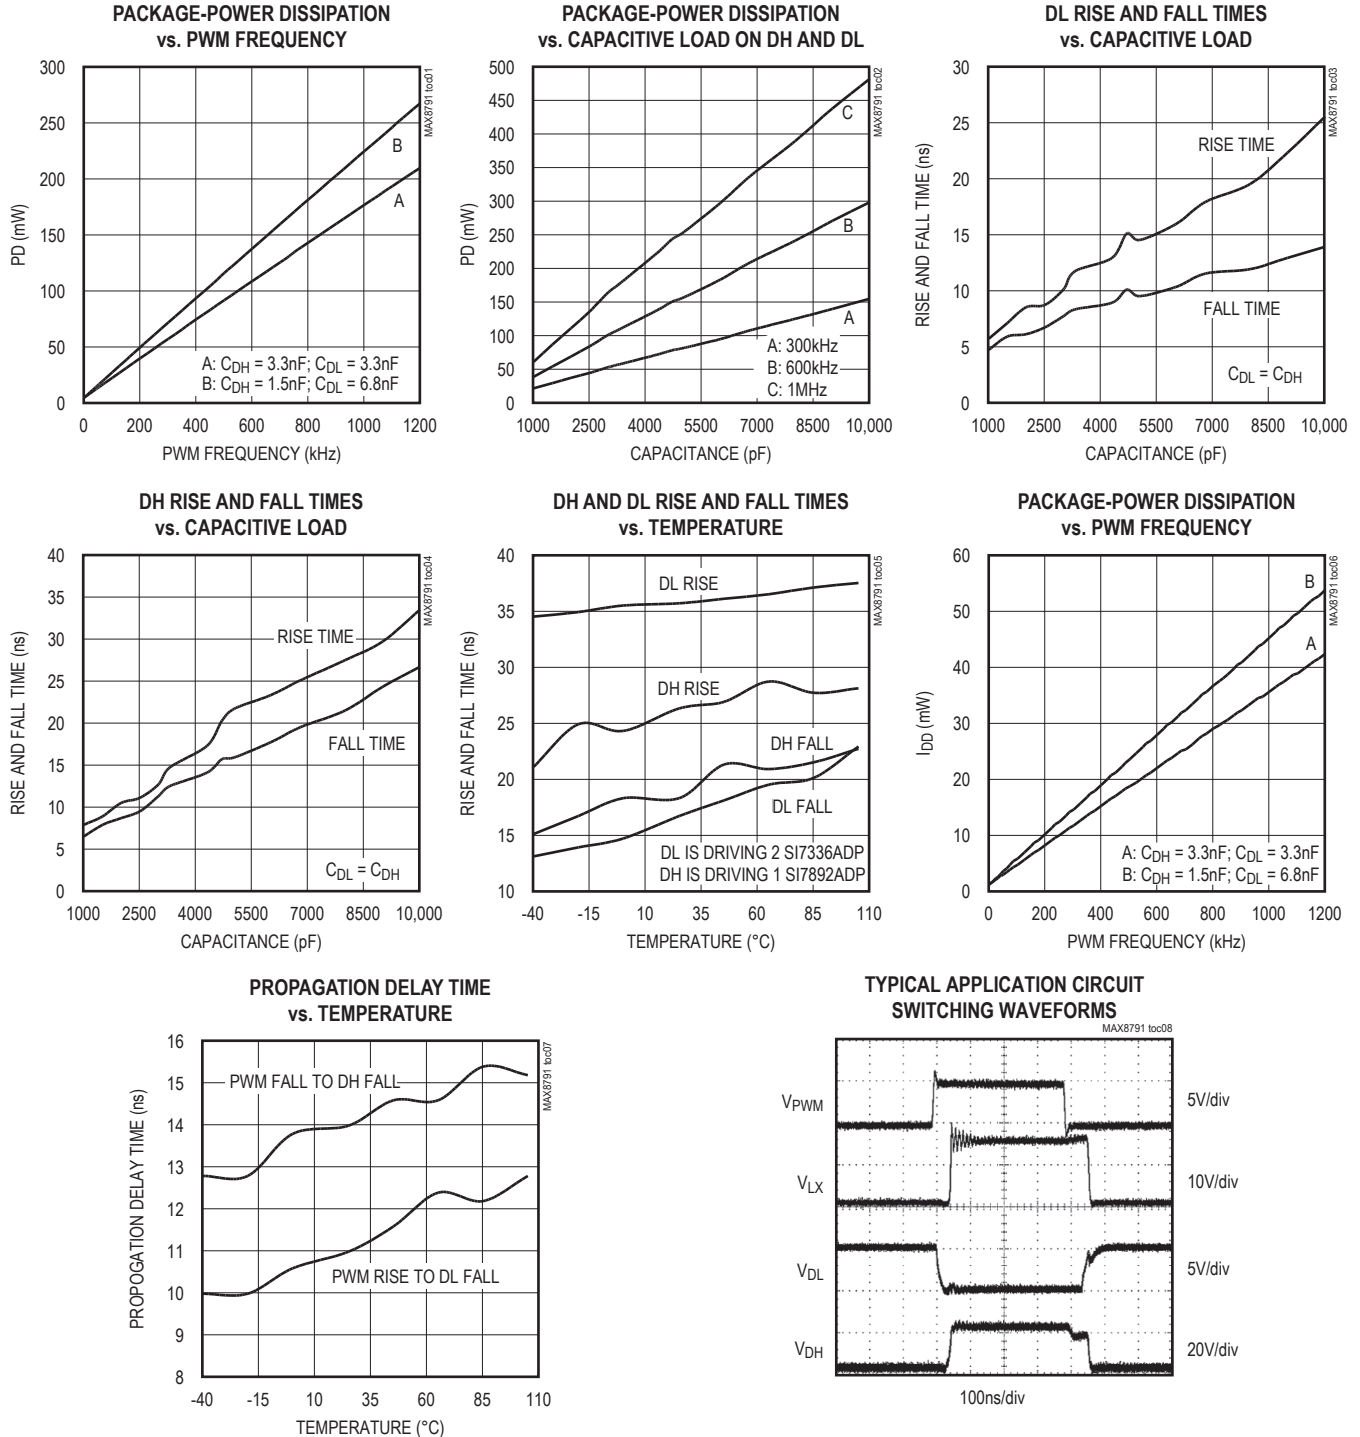 PACKAGE-POWER DISSIPATION
vs. PWM FREQUENCY
MAX8791 toc01
300
250
200
150
100
50
0
PD (mW)
B
A
A: CDH = 3.3nF; CDL = 3.3nF
B: CDH = 1.5nF; CDL = 6.8nF
0 200 400 600 800 1000 1200
PWM FREQUENCY (kHz)
PACKAGE-POWER DISSIPATION
vs. CAPACITIVE LOAD ON DH AND DL
MAX8791 toc02
500
450
400
350
300
250
200
150
100
50
0
PD (mW)
C
B
A
A: 300kHz
B: 600kHz
C: 1MHz
1000 2500 4000 5500 7000 8500 10,000
CAPACITANCE (pF)
DL RISE AND FALL TIMES
vs. CAPACITIVE LOAD
MAX8791 toc03
30
25
20
15
10
5
0
RISE AND FALL TIME (ns)
RISE TIME
FALL TIME
CDL = CDH
1000 2500 4000 5500 7000 8500 10,000
CAPACITANCE (pF)
DH RISE AND FALL TIMES
vs. CAPACITIVE LOAD
MAX8791 toc04
40
35
30
25
20
15
10
5
0
RISE AND FALL TIME (ns)
RISE TIME
FALL TIME
CDL = CDH
1000 2500 4000 5500 7000 8500 10,000
CAPACITANCE (pF)
DH AND DL RISE AND FALL TIMES
vs. TEMPERATURE
MAX8791 toc05
40
35
30
25
20
15
10
RISE AND FALL TIME (ns)
DL RISE
DH RISE
DH FALL
DL FALL
DL IS DRIVING 2 SI7336ADP
DH IS DRIVING 1 SI7892ADP
-40 -15 10 35 85 110
TEMPERATURE (°C)
PACKAGE-POWER DISSIPATION
vs. PWM FREQUENCY
MAX8791 toc06
60
50
40
30
20
10
0
IDD (mW)
B
A
A: CDH = 3.3nF; CDL = 3.3nF
B: CDH = 1.5nF; CDL = 6.8nF
0 200 400 600 800 1000 1200
PWM FREQUENCY (kHz)
PROPAGATION DELAY TIME
vs. TEMPERATURE
MAX8791 toc07
16
15
14
13
12
11
10
9
8
PROPOGATION DELAY TIME (ns)
PWM FALL TO DH FALL
PWM RISE TO DL FALL
-40 -15 10 35 60 85 110
TEMPERATURE (°C)
TYPICAL APPLICATION CIRCUIT
SWITCHING WAVEFORMS
MAX8791 toc08
VPWM 5V/div
VLX 10V/div
VDL 5V/div
VDH 20V/div
100ns/div